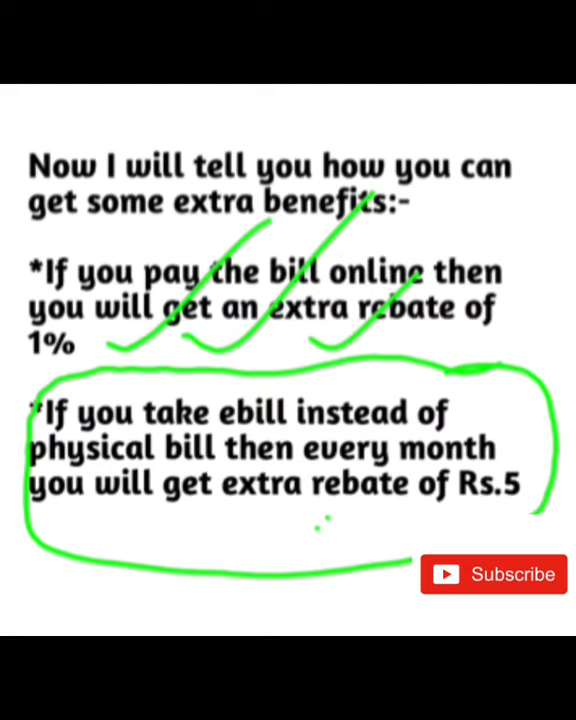 Now I will tell you how you can
get some extra benefits:-
*If you pay the bill online then
you will get an extra rebate of
1%
*If you take ebill instead of
physical bill then every month
you will get extra rebate of Rs.5
Subscribe